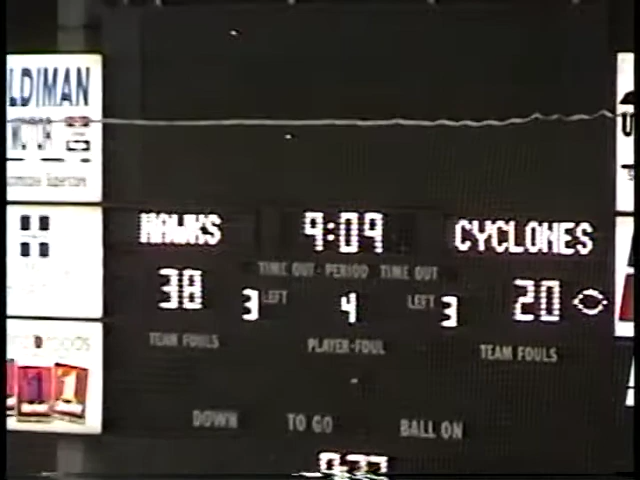 LDIMAN
HAWKS 9:09 CYCLONES
TIME OUT - PERIOD TIME OUT
38 3 LEFT 4 LEFT 3 20
TEAM FOULS PLAYER-FOUL TEAM FOULS
DOWN TO GO BALL ON